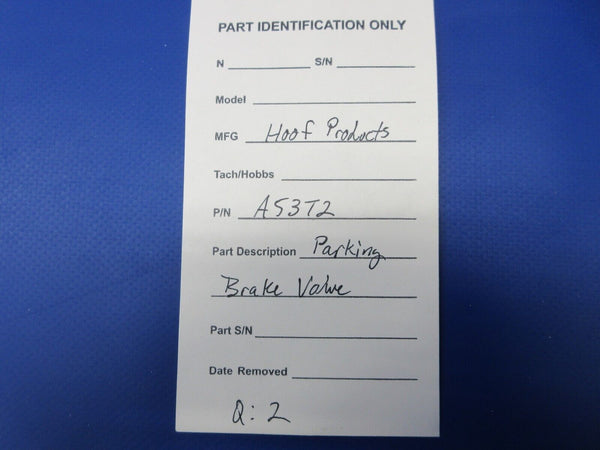 PART IDENTIFICATION ONLY
N S/N
Model
MFG Hoof Products
Tach/Hobbs
P/N A53T2
Part Description Parking
Brake Valve
Part S/N
Date Removed
Q: 2